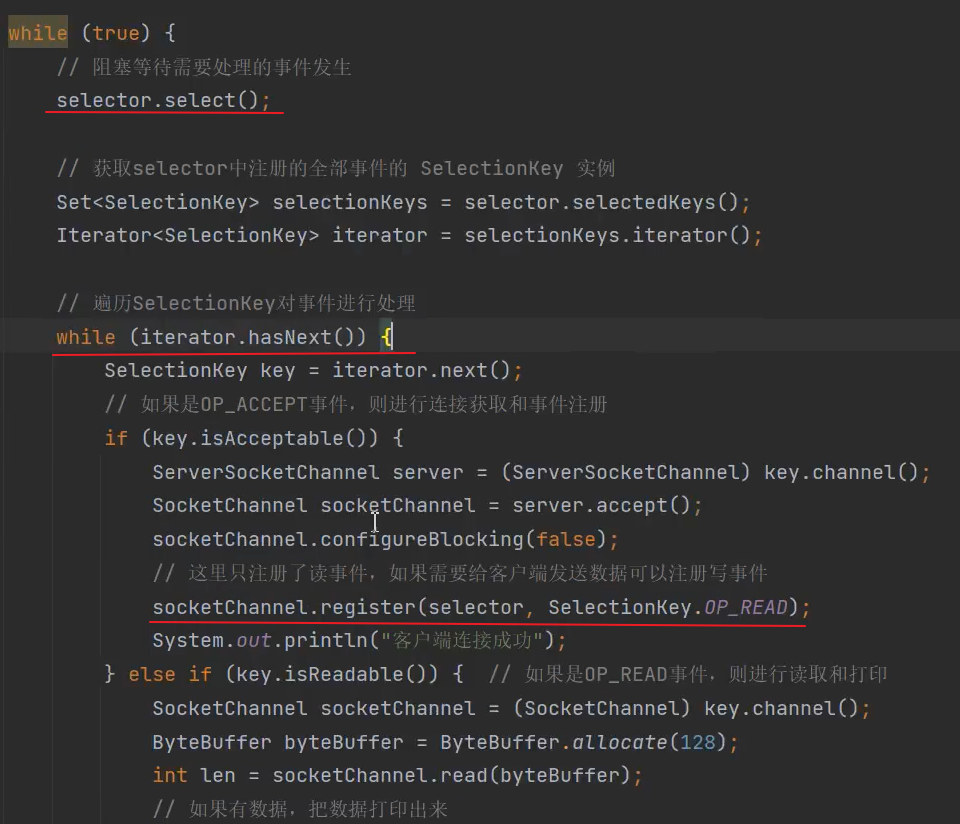 while (true) {
// 阻塞等待需要处理的事件发生
selector.select();
// 获取selector中注册的全部事件的 SelectionKey 实例
Set<SelectionKey> selectionKeys = selector.selectedKeys();
Iterator<SelectionKey> iterator = selectionKeys.iterator();
// 遍历SelectionKey对事件进行处理
while (iterator.hasNext()) {
SelectionKey key = iterator.next();
// 如果是OP_ACCEPT事件，则进行连接获取和事件注册
if (key.isAcceptable()) {
ServerSocketChannel server = (ServerSocketChannel) key.channel();
SocketChannel socketChannel = server.accept();
socketChannel.configureBlocking(false);
// 这里只注册了读事件，如果需要给客户端发送数据可以注册写事件
socketChannel.register(selector, SelectionKey.OP_READ);
System.out.println("客户端连接成功");
} else if (key.isReadable()) {  // 如果是OP_READ事件，则进行读取和打印
SocketChannel socketChannel = (SocketChannel) key.channel();
ByteBuffer byteBuffer = ByteBuffer.allocate(128);
int len = socketChannel.read(byteBuffer);
// 如果有数据，把数据打印出来